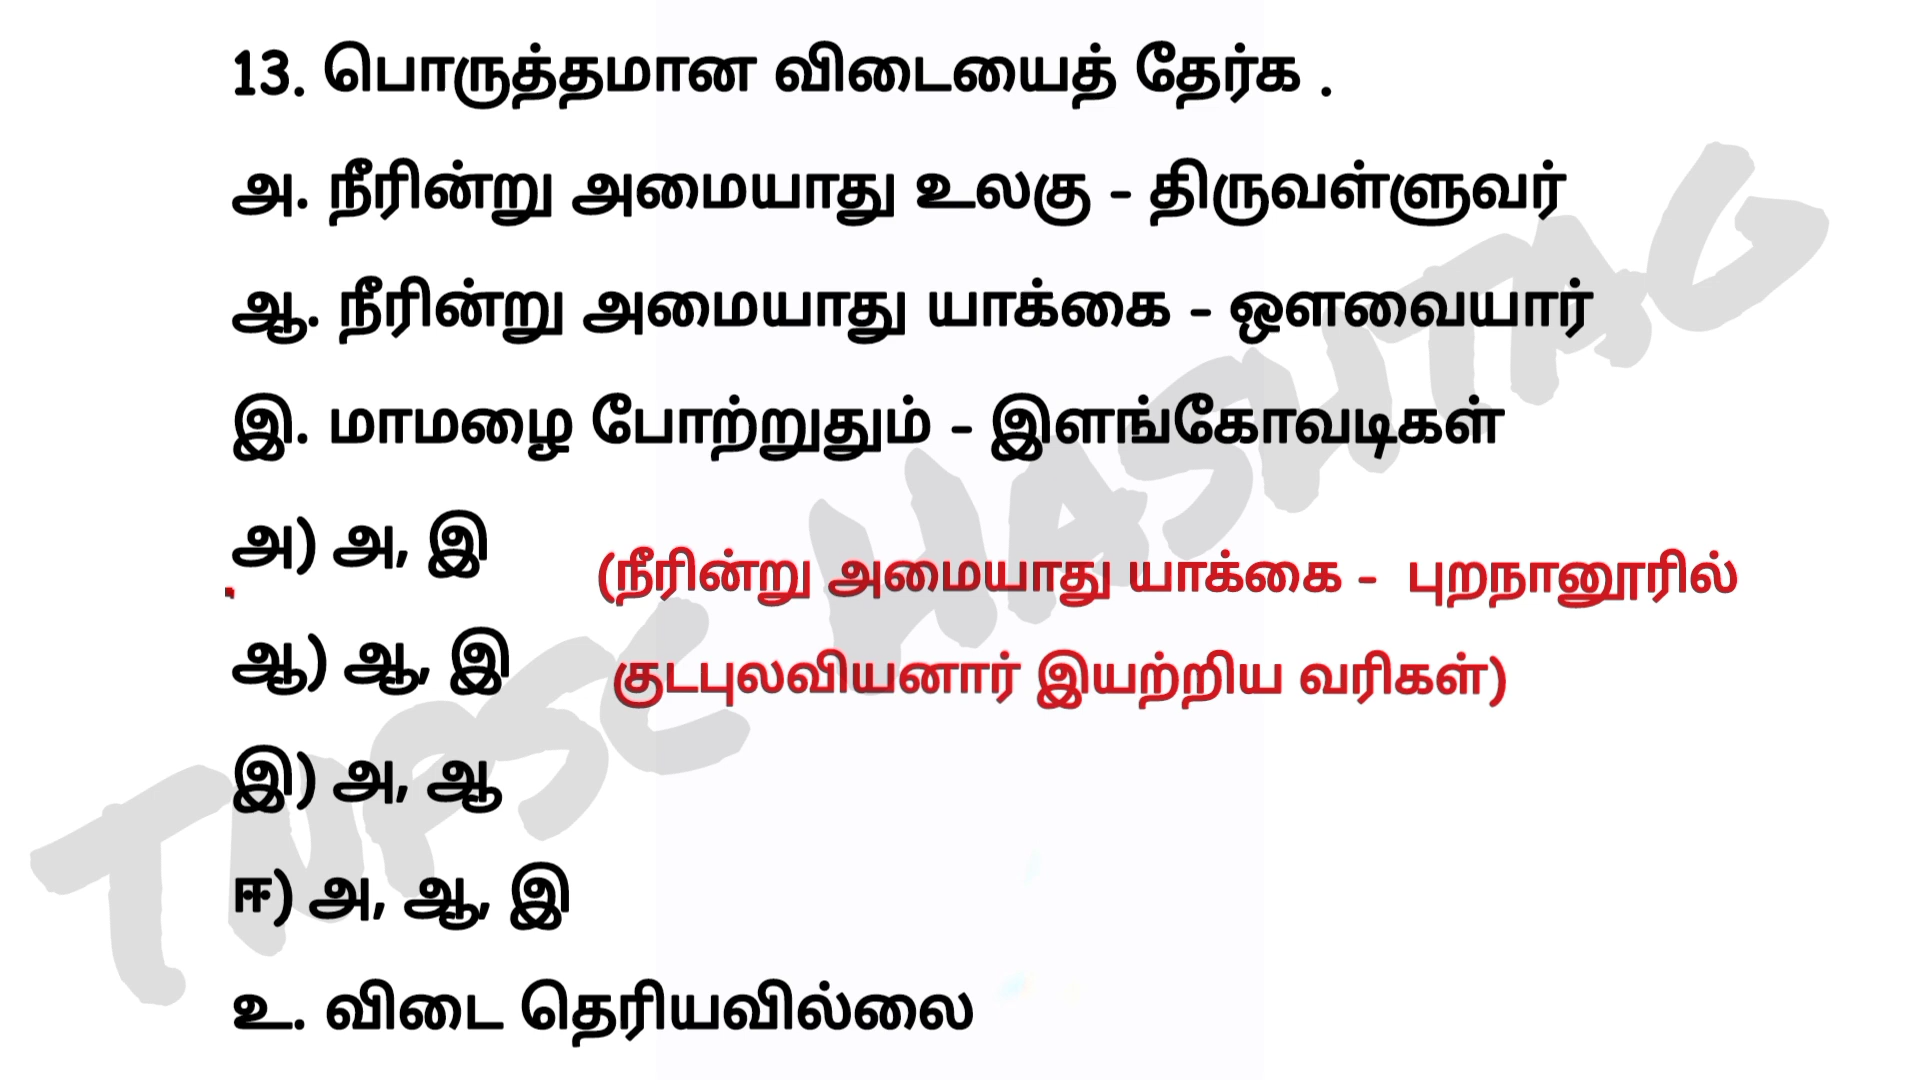 13. பொருத்தமான விடையைத் தேர்க .
அ. நீரின்று அமையாது உலகு - திருவள்ளுவர்
ஆ. நீரின்று அமையாது யாக்கை - ஔவையார்
இ. மாமழை போற்றுதும் - இளங்கோவடிகள்
அ) அ, இ
(நீரின்று அமையாது யாக்கை - புறநானூரில்
ஆ) ஆ, இ
குடபுலவியனார் இயற்றிய வரிகள்)
இ) அ, ஆ
ஈ) அ, ஆ, இ
உ. விடை தெரியவில்லை
TNPSC HASHTAG